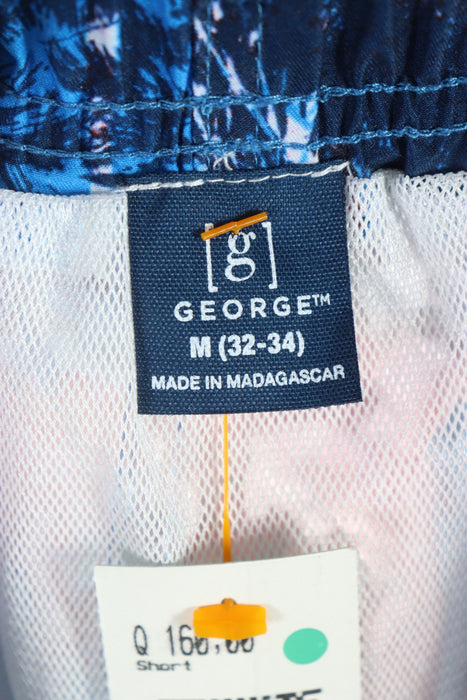 [g]
GEORGE™
M (32-34)
MADE IN MADAGASCAR
Q 160,00
Short